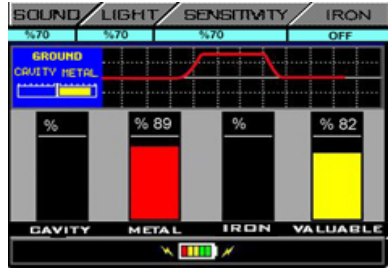 SOUND LIGHT SENSITIVITY IRON
%70 %70 %70 OFF
GROUND
CAVITY METAL
% % 89 % % 82
CAVITY METAL IRON VALUABLE